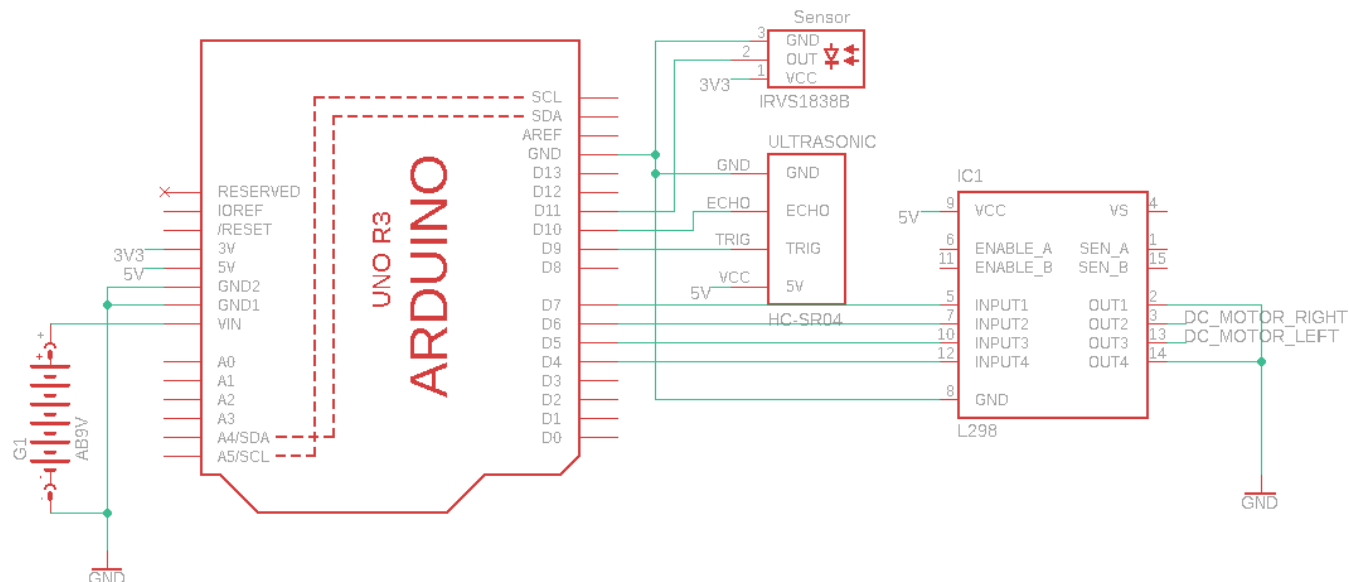 Sensor
3 GND
2 OUT
1 VCC
3V3
IRVS1838B
SCL
SDA
AREF
GND
D13
D12
D11
D10
D9
D8
D7
D6
D5
D4
D3
D2
D1
D0
RESERVED
IOREF
/RESET
3V
5V
GND2
GND1
VIN
A0
A1
A2
A3
A4/SDA
A5/SCL
3V3
5V
UNO R3
ARDUINO
+
+
-
-
G1
AB9V
GND
ULTRASONIC
GND GND
ECHO ECHO
TRIG TRIG
VCC 5V
5V
HC-SR04
IC1
5V
9 VCC VS 4
6 ENABLE_A SEN_A 1
11 ENABLE_B SEN_B 15
5 INPUT1 OUT1 2
7 INPUT2 OUT2 3 DC_MOTOR_RIGHT
10 INPUT3 OUT3 13 DC_MOTOR_LEFT
12 INPUT4 OUT4 14
8 GND
L298
GND